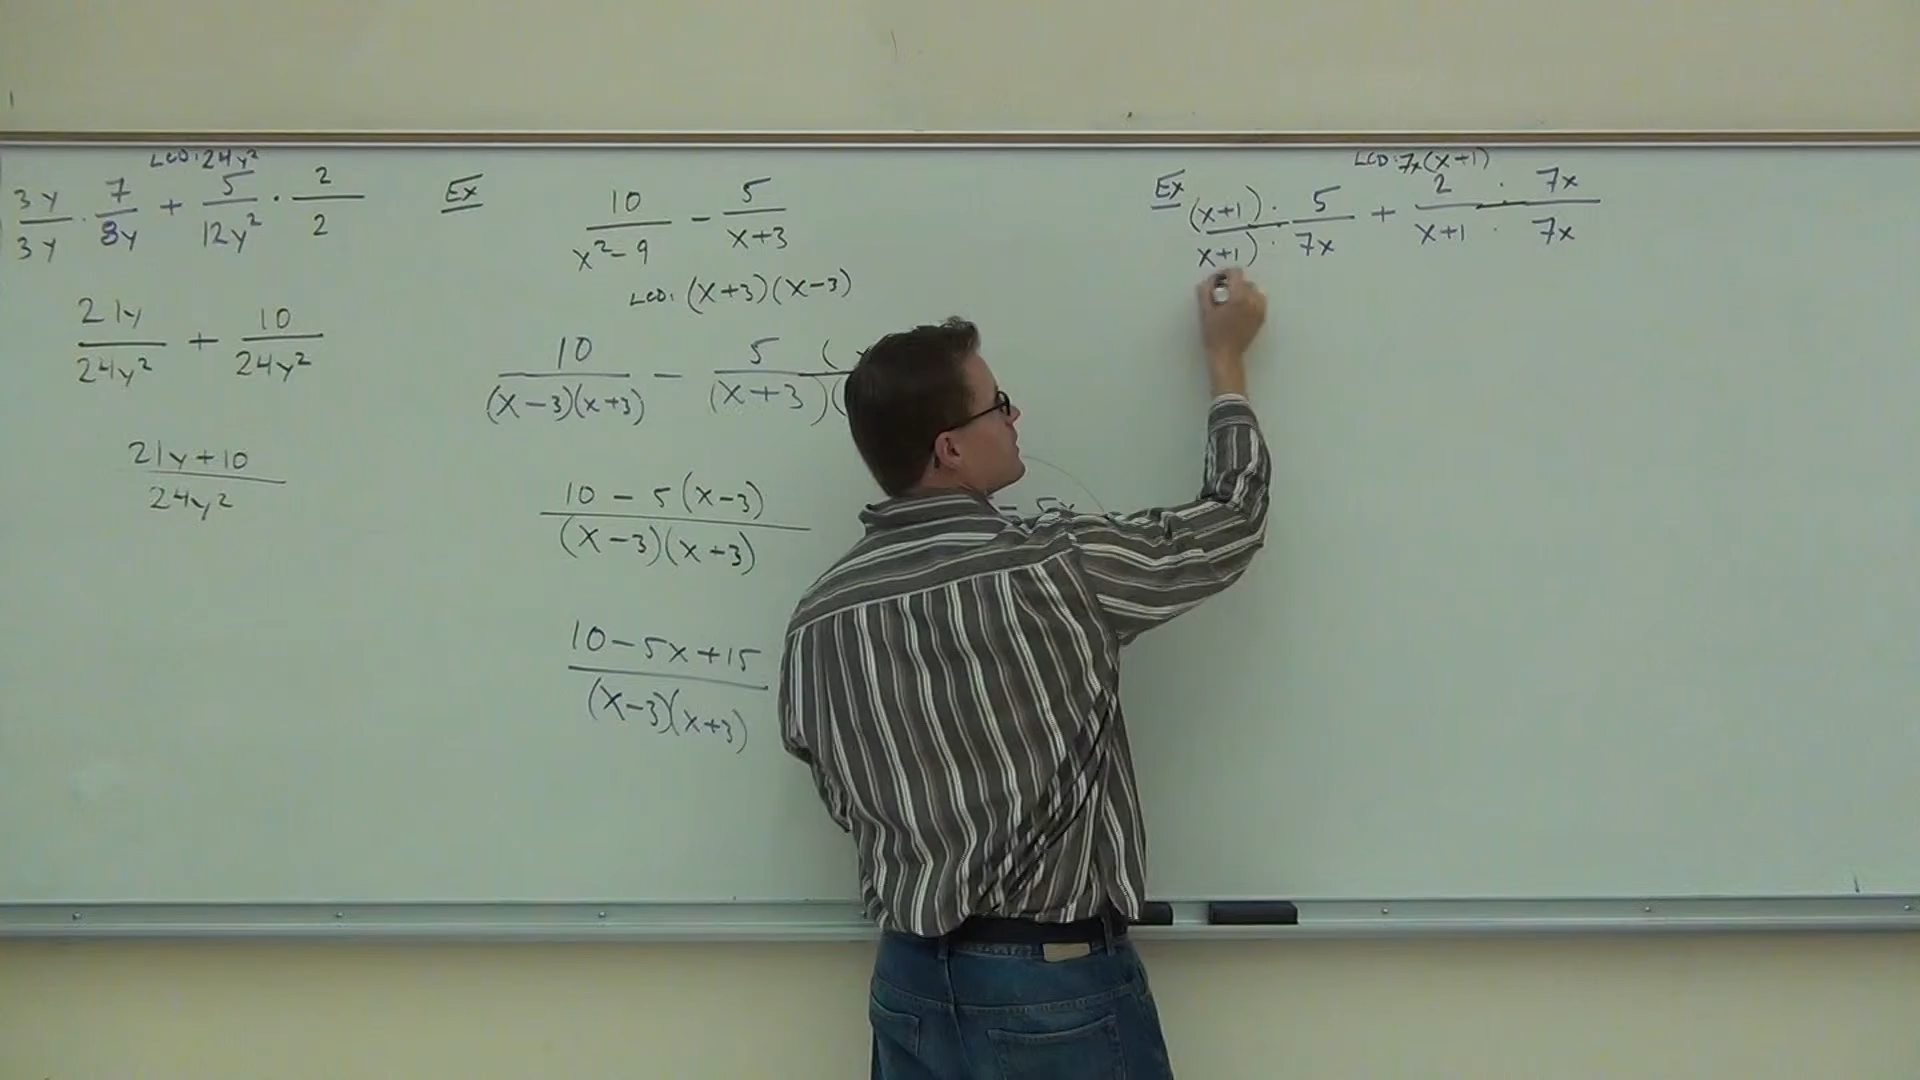 LCD: 24y²
3y/3y · 7/8y + 5/12y² · 2/2
21y/24y² + 10/24y²
21y+10/24y²
Ex
10/x²-9 - 5/x+3
LCD: (x+3)(x-3)
10/(x-3)(x+3) - 5 (/(x+3)(
10 - 5(x-3)/(x-3)(x+3)
10-5x+15/(x-3)(x+3)
- 5x
Ex
LCD: 7x(x+1)
(x+1)/x+1) · 5/7x + 2/x+1 · 7x/7x